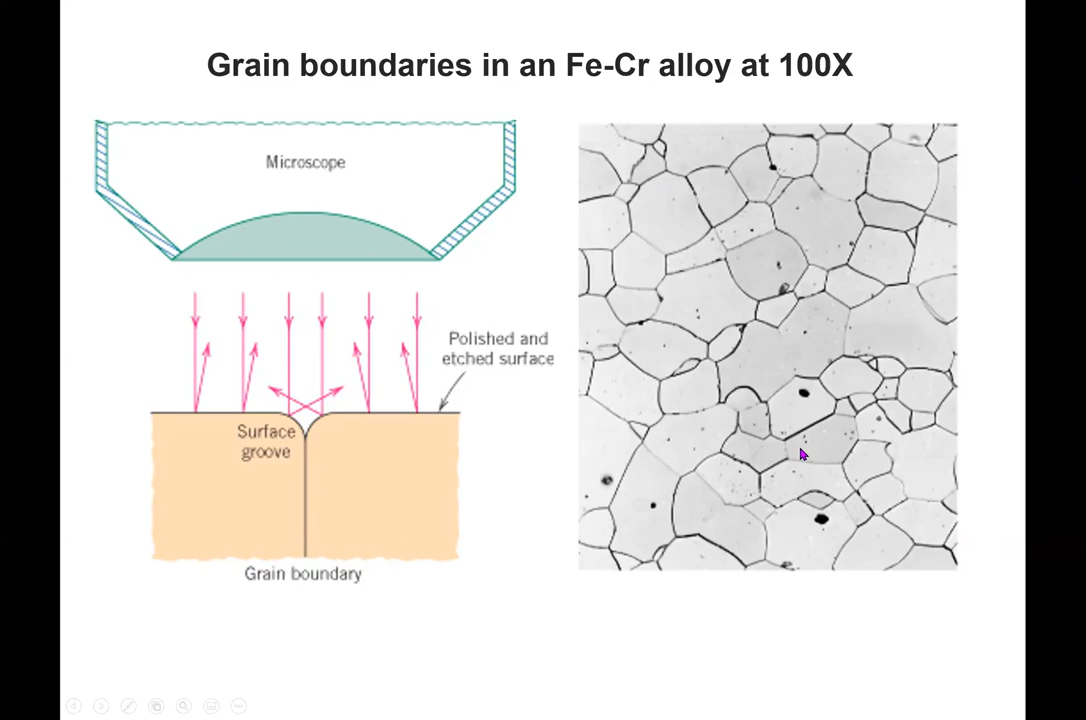 Grain boundaries in an Fe-Cr alloy at 100X
Microscope
Polished and
etched surface
Surface
groove
Grain boundary